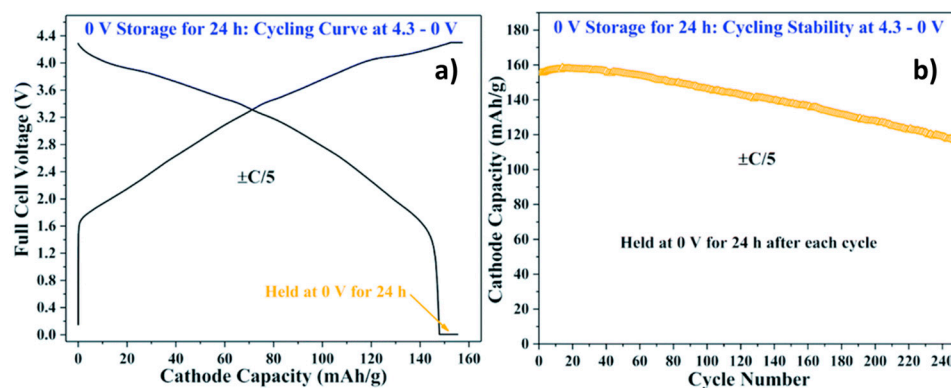 0 V Storage for 24 h: Cycling Curve at 4.3 - 0 V
a)
4.4
4.0
3.6
3.2
2.8
2.4
2.0
1.6
1.2
0.8
0.4
0.0
Full Cell Voltage (V)
±C/5
Held at 0 V for 24 h
0 20 40 60 80 100 120 140 160
Cathode Capacity (mAh/g)
0 V Storage for 24 h: Cycling Stability at 4.3 - 0 V
b)
180
160
140
120
100
80
60
40
20
0
Cathode Capacity (mAh/g)
±C/5
Held at 0 V for 24 h after each cycle
0 20 40 60 80 100 120 140 160 180 200 220 240
Cycle Number